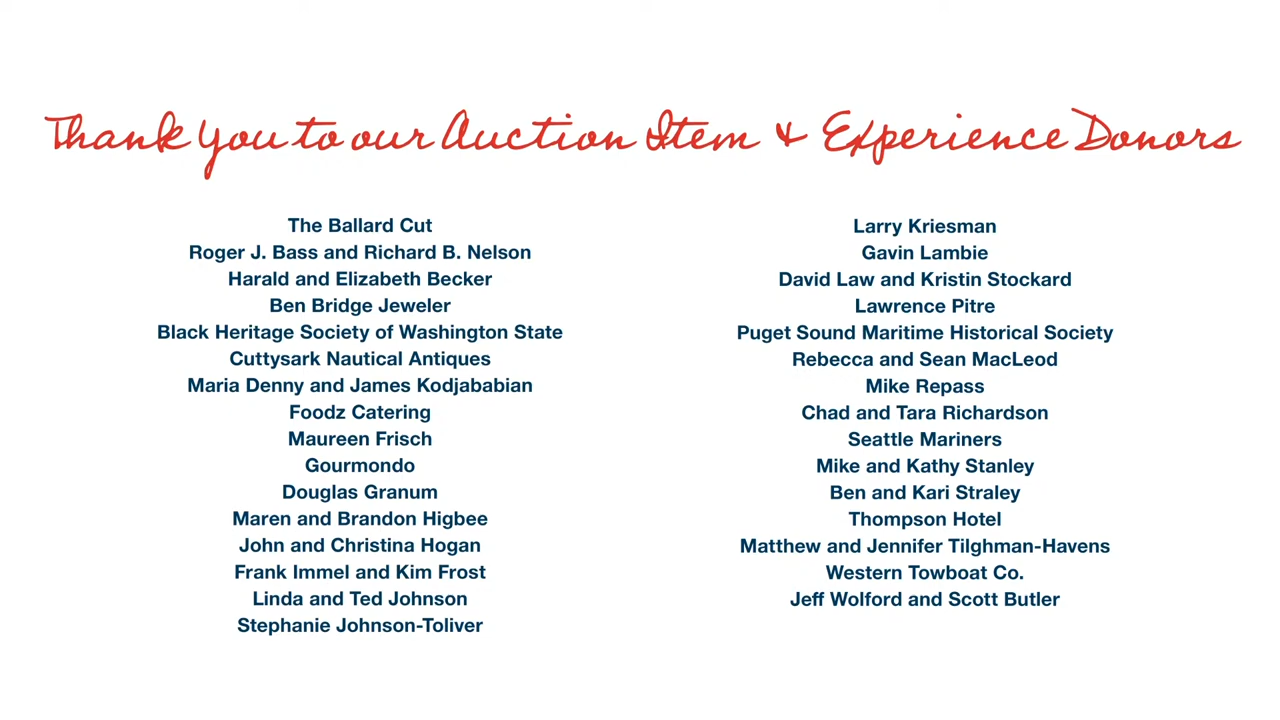 Thank You to our Auction Item & Experience Donors
The Ballard Cut
Roger J. Bass and Richard B. Nelson
Harald and Elizabeth Becker
Ben Bridge Jeweler
Black Heritage Society of Washington State
Cuttysark Nautical Antiques
Maria Denny and James Kodjababian
Foodz Catering
Maureen Frisch
Gourmondo
Douglas Granum
Maren and Brandon Higbee
John and Christina Hogan
Frank Immel and Kim Frost
Linda and Ted Johnson
Stephanie Johnson-Toliver
Larry Kriesman
Gavin Lambie
David Law and Kristin Stockard
Lawrence Pitre
Puget Sound Maritime Historical Society
Rebecca and Sean MacLeod
Mike Repass
Chad and Tara Richardson
Seattle Mariners
Mike and Kathy Stanley
Ben and Kari Straley
Thompson Hotel
Matthew and Jennifer Tilghman-Havens
Western Towboat Co.
Jeff Wolford and Scott Butler